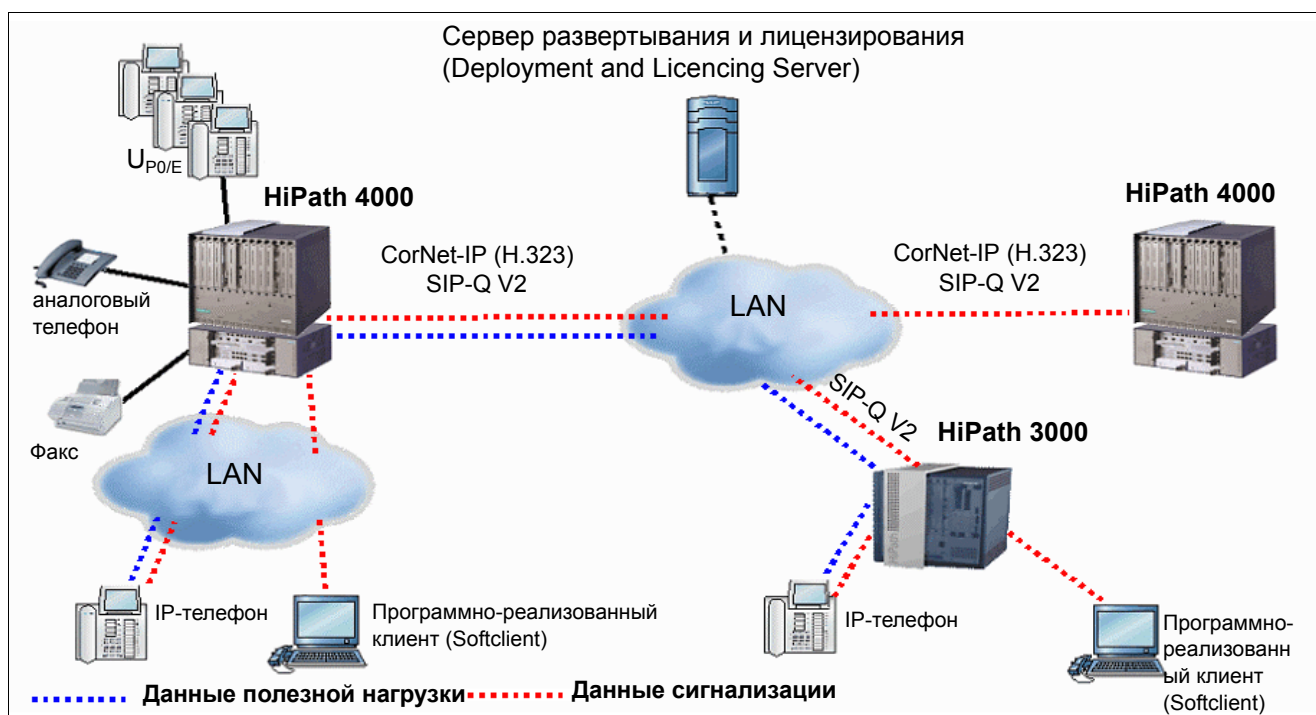 Сервер развертывания и лицензирования
(Deployment and Licencing Server)
U P0/E
HiPath 4000
HiPath 4000
CorNet-IP (H.323)
SIP-Q V2
CorNet-IP (H.323)
SIP-Q V2
LAN
аналоговый
телефон
SIP-Q V2
HiPath 3000
Факс
LAN
HiPath
IP-телефон
Программно-реализованный
клиент (Softclient)
IP-телефон
Программно-
реализованн
ый клиент
(Softclient)
Данные полезной нагрузки
Данные сигнализации